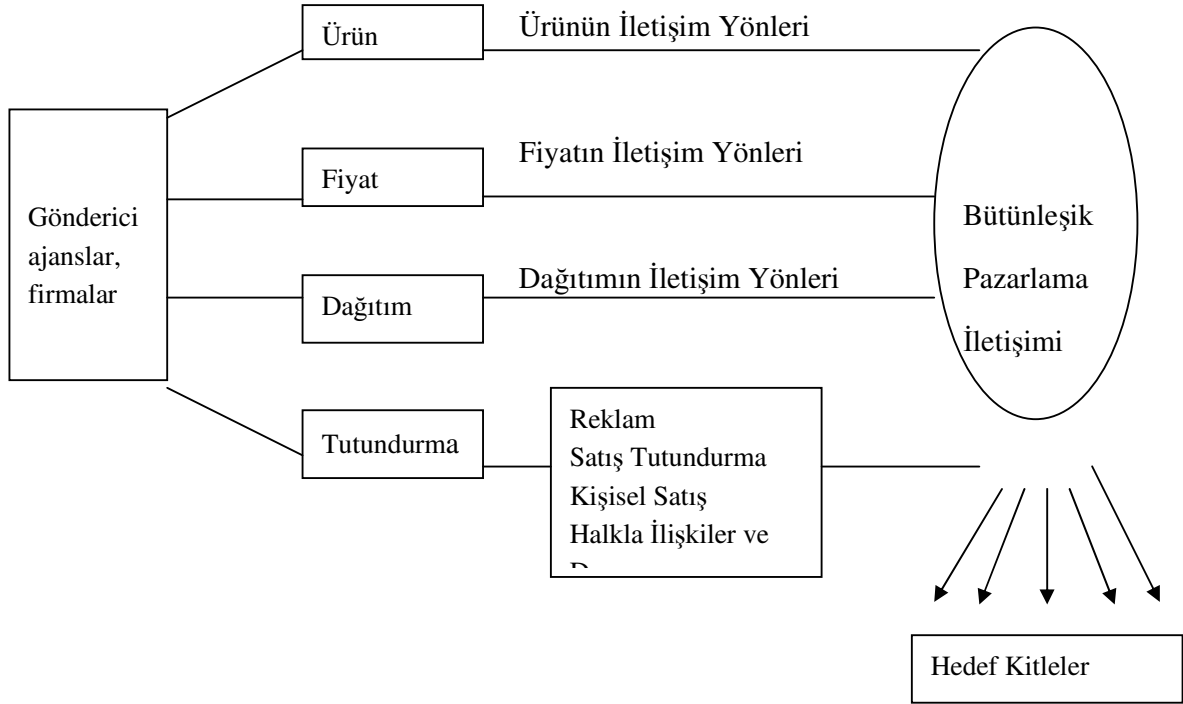 Ürün
Ürünün İletişim Yönleri
Gönderici
ajanslar,
firmalar
Fiyat
Fiyatın İletişim Yönleri
Dağıtım
Dağıtımın İletişim Yönleri
Bütünleşik
Pazarlama
İletişimi
Tutundurma
Reklam
Satış Tutundurma
Kişisel Satış
Halkla İlişkiler ve
Hedef Kitleler